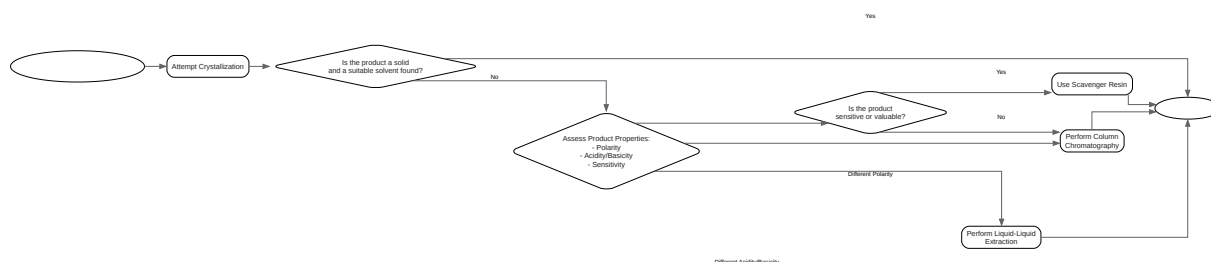 Yes
Attempt Crystallization
Is the product a solid
and a suitable solvent found?
No
Yes
Use Scavenger Resin
Is the product
sensitive or valuable?
No
Assess Product Properties:
- Polarity
- Acidity/Basicity
- Sensitivity
Perform Column
Chromatography
Different Polarity
Perform Liquid-Liquid
Extraction
Different Acidity/Basicity